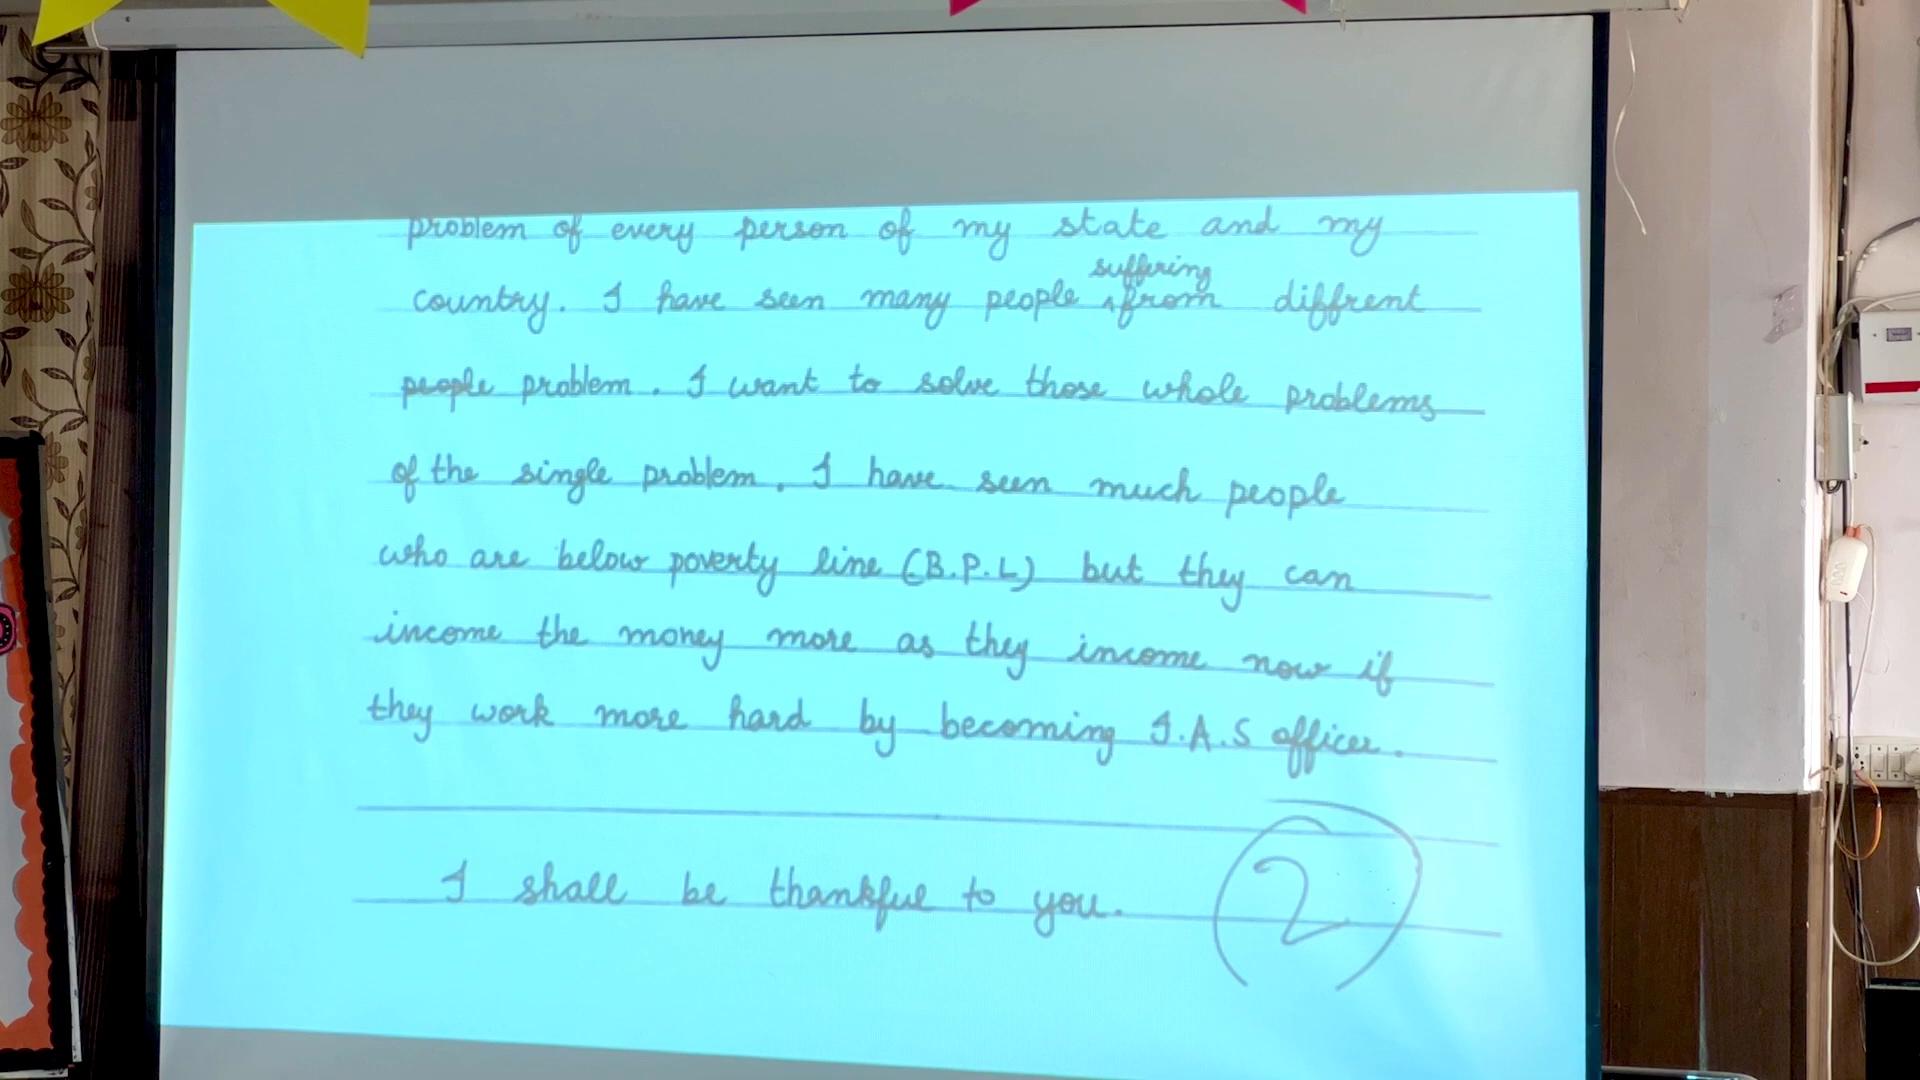 problem of every person of my state and my
suffering
country. I have seen many people ^ from diffrent
people problem. I want to solve those whole problems
of the single problem. I have seen much people
who are below poverty line (B.P.L) but they can
income the money more as they income now if
they work more hard by becoming I.A.S officer.
I shall be thankful to you.
2